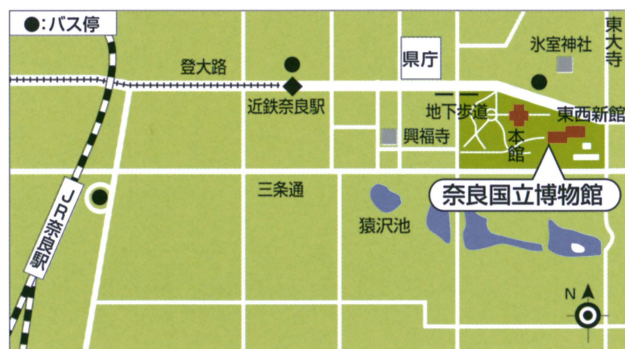 ●:バス停
登大路
近鉄奈良駅
県庁
氷室神社
東大寺
地下歩道
本館
東西新館
興福寺
奈良国立博物館
三条通
猿沢池
JR奈良駅
N